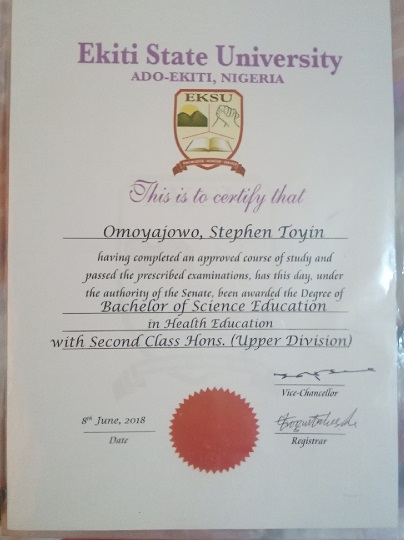 Ekiti State University
ADO-EKITI, NIGERIA
EKSU
This is to certify that
Omoyajowo, Stephen Toyin
having completed an approved course of study and
passed the prescribed examinations, has this day, under
the authority of the Senate, been awarded the Degree of
Bachelor of Science Education
in Health Education
with Second Class Hons. (Upper Division)
Vice-Chancellor
8th June, 2018
Date
Registrar